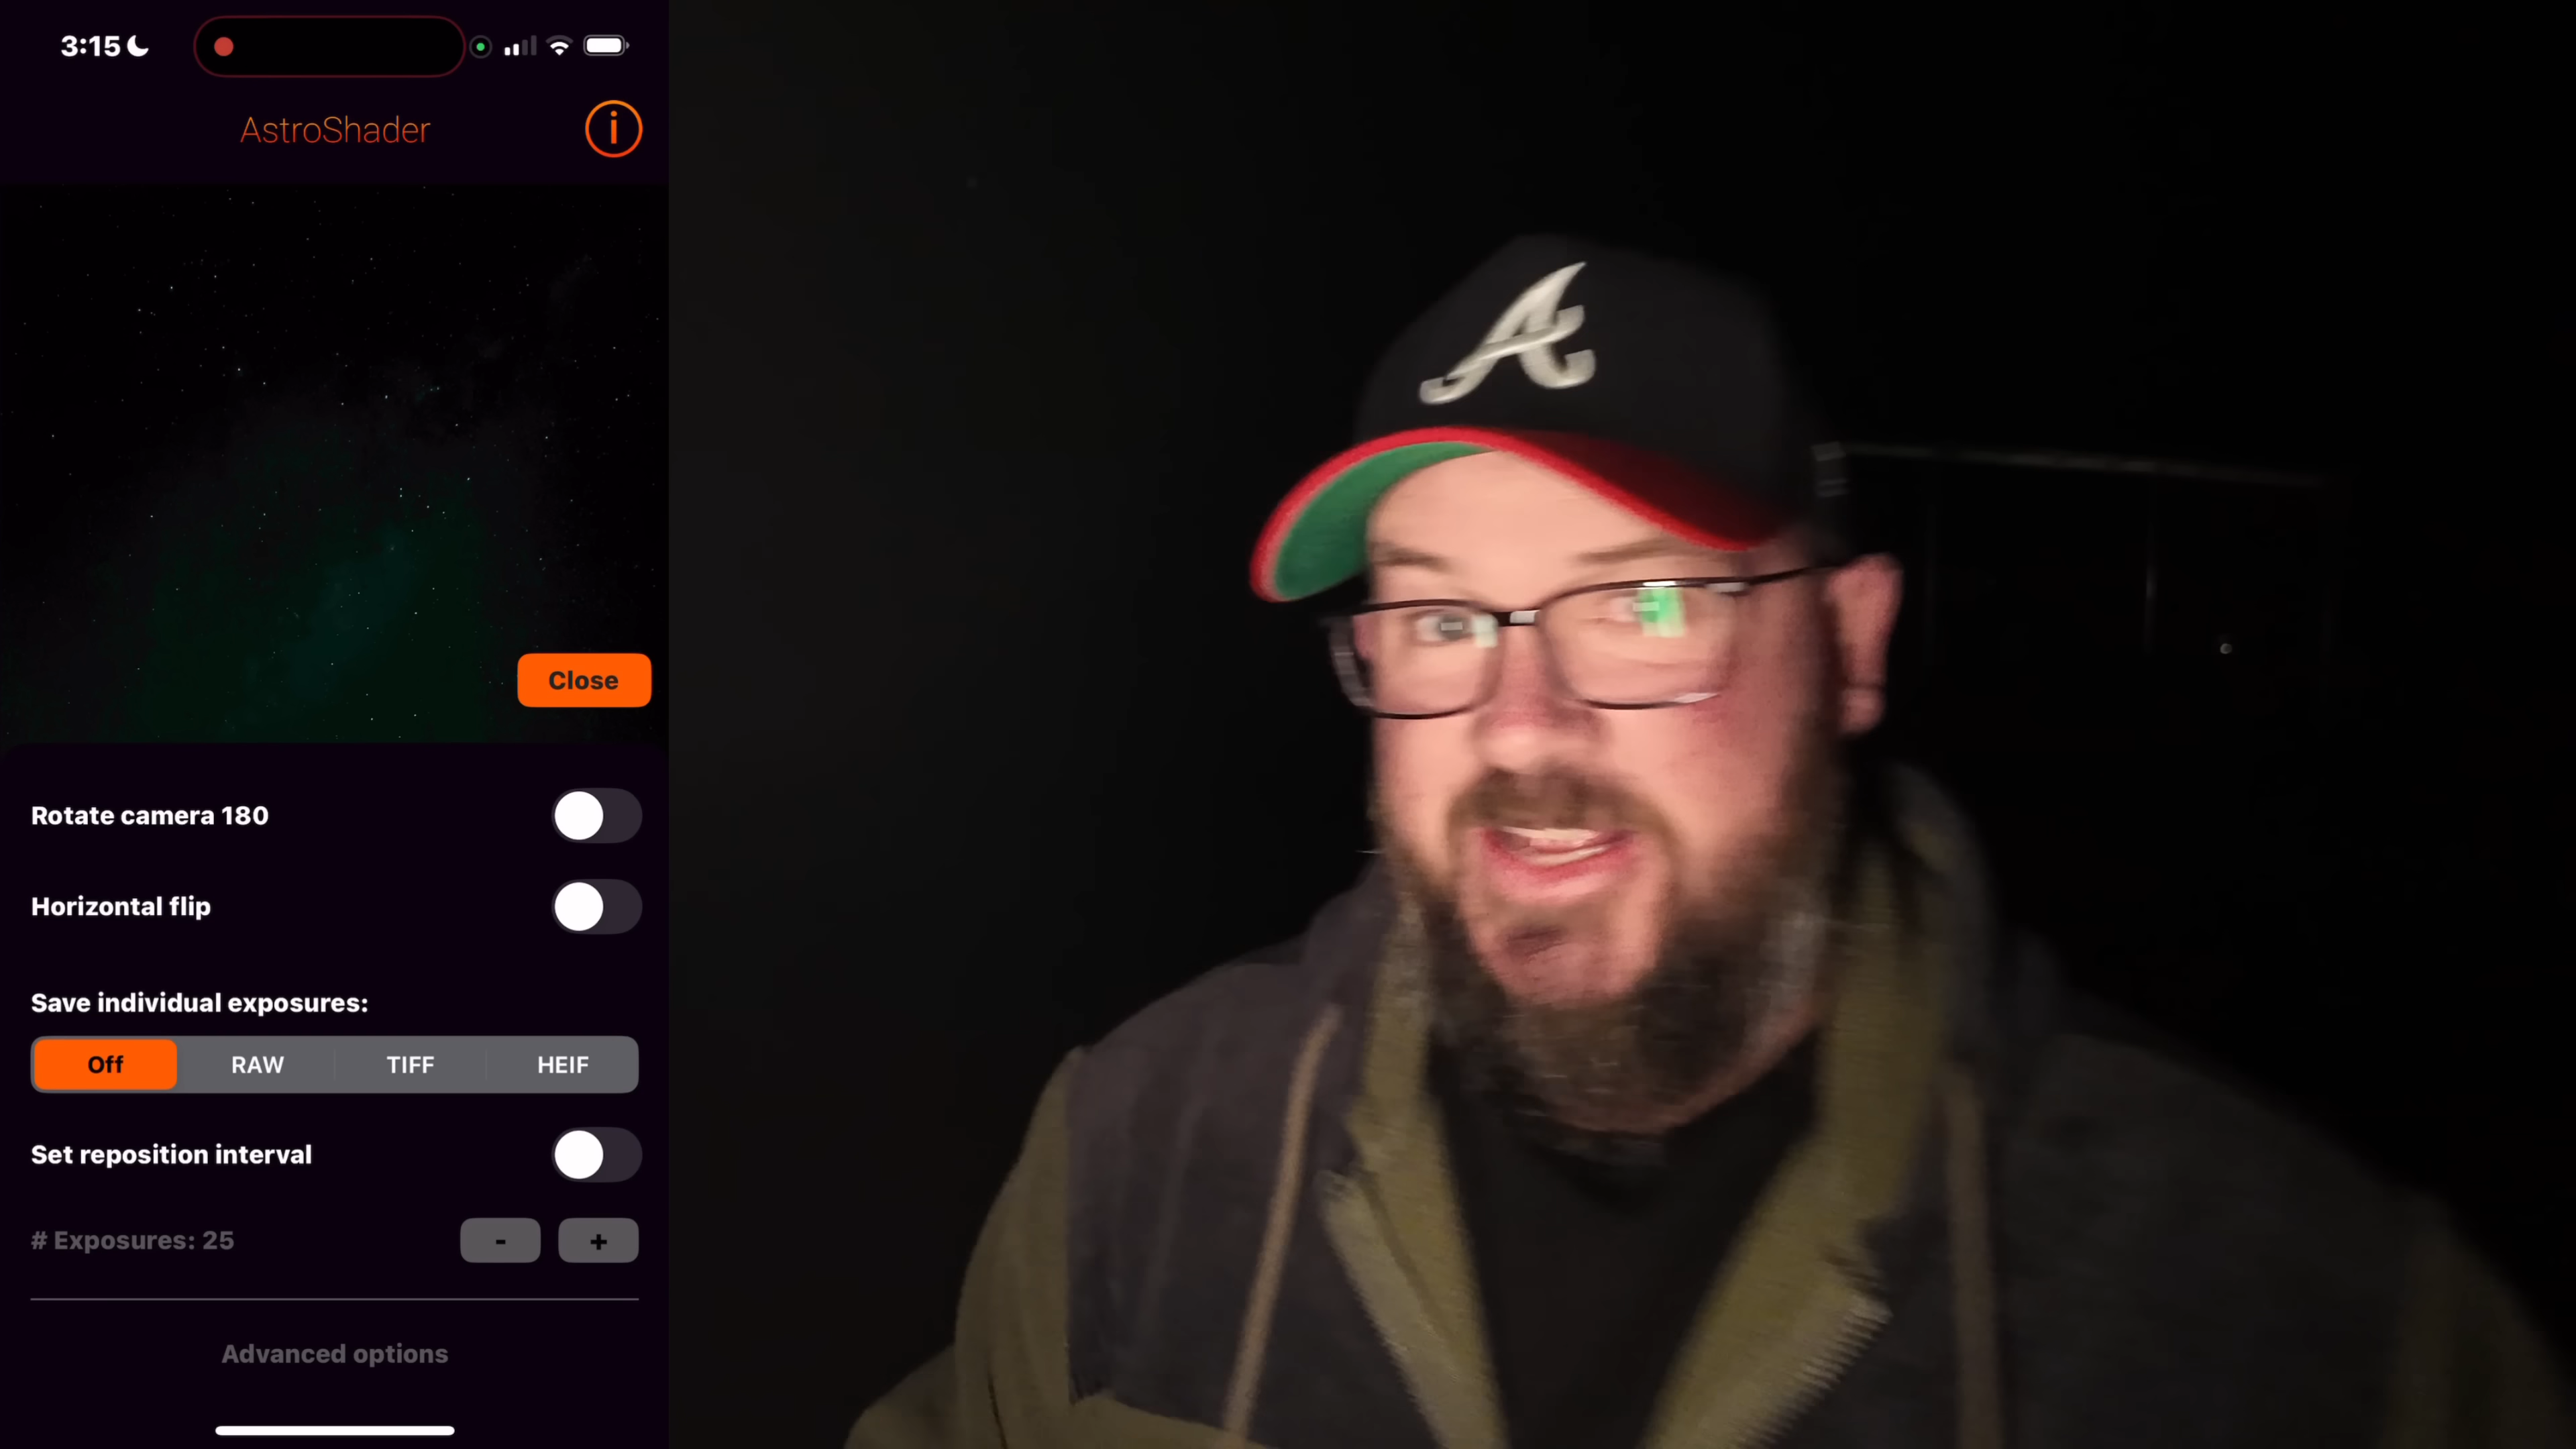 3:15
AstroShader
i
Close
Rotate camera 180
Horizontal flip
Save individual exposures:
Off RAW TIFF HEIF
Set reposition interval
# Exposures: 25 - +
Advanced options
A